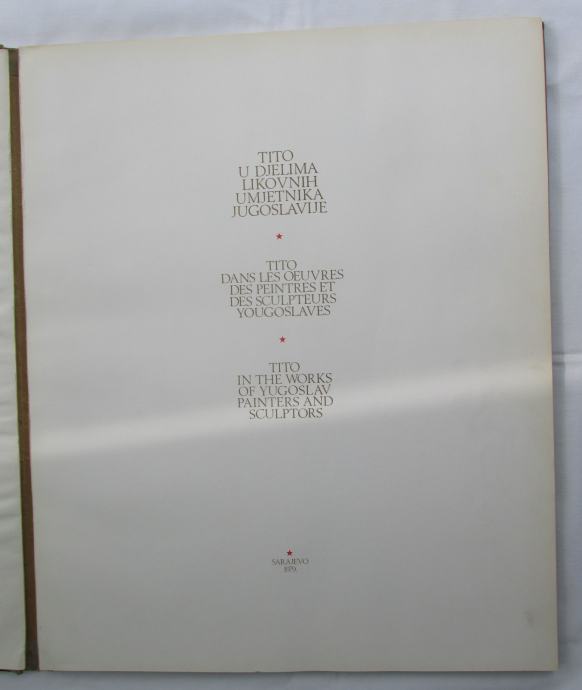 TITO
U DJELIMA
LIKOVNIH
UMJETNIKA
JUGOSLAVIJE
TITO
DANS LES OEUVRES
DES PEINTRES ET
DES SCULPTEURS
YOUGOSLAVES
TITO
IN THE WORKS
OF YUGOSLAV
PAINTERS AND
SCULPTORS
SARAJEVO
1979.